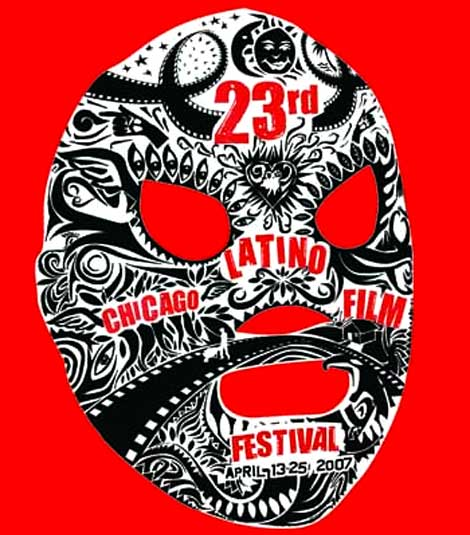 23rd
LATINO
CHICAGO FILM
FESTIVAL
APRIL 13-25, 2007